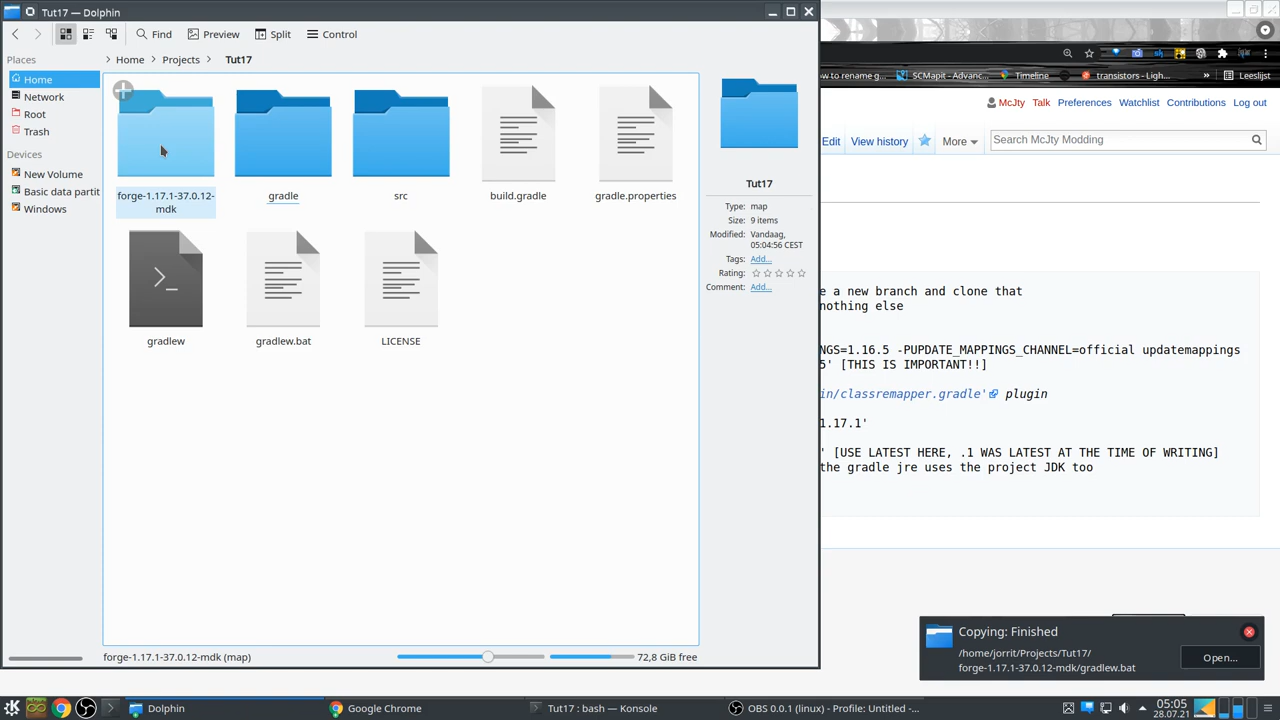 Tut17 — Dolphin
Find
Preview
Split
Control
Places
Home
Network
Root
Trash
Devices
New Volume
Basic data partit
Windows
Home > Projects > Tut17
forge-1.17.1-37.0.12-
mdk
gradle
src
build.gradle
gradle.properties
gradlew
gradlew.bat
LICENSE
Tut17
Type: map
Size: 9 items
Modified: Vandaag,
05:04:56 CEST
Tags: Add...
Rating:
Comment: Add...
forge-1.17.1-37.0.12-mdk (map)
72,8 GiB free
ow to rename g...
SCMapit - Advanc...
Timeline
transistors - Ligh...
»
Leeslijst
McJty Talk Preferences Watchlist Contributions Log out
Edit View history More
Search McJty Modding
e a new branch and clone that
nothing else
NGS=1.16.5 -PUPDATE_MAPPINGS_CHANNEL=official updatemappings
5' [THIS IS IMPORTANT!!]
in/classremapper.gradle' plugin
1.17.1'
' [USE LATEST HERE, .1 WAS LATEST AT THE TIME OF WRITING]
the gradle jre uses the project JDK too
Copying: Finished
/home/jorrit/Projects/Tut17/
forge-1.17.1-37.0.12-mdk/gradlew.bat
Open...
Dolphin
Google Chrome
Tut17 : bash — Konsole
OBS 0.0.1 (linux) - Profile: Untitled -...
05:05
28.07.21